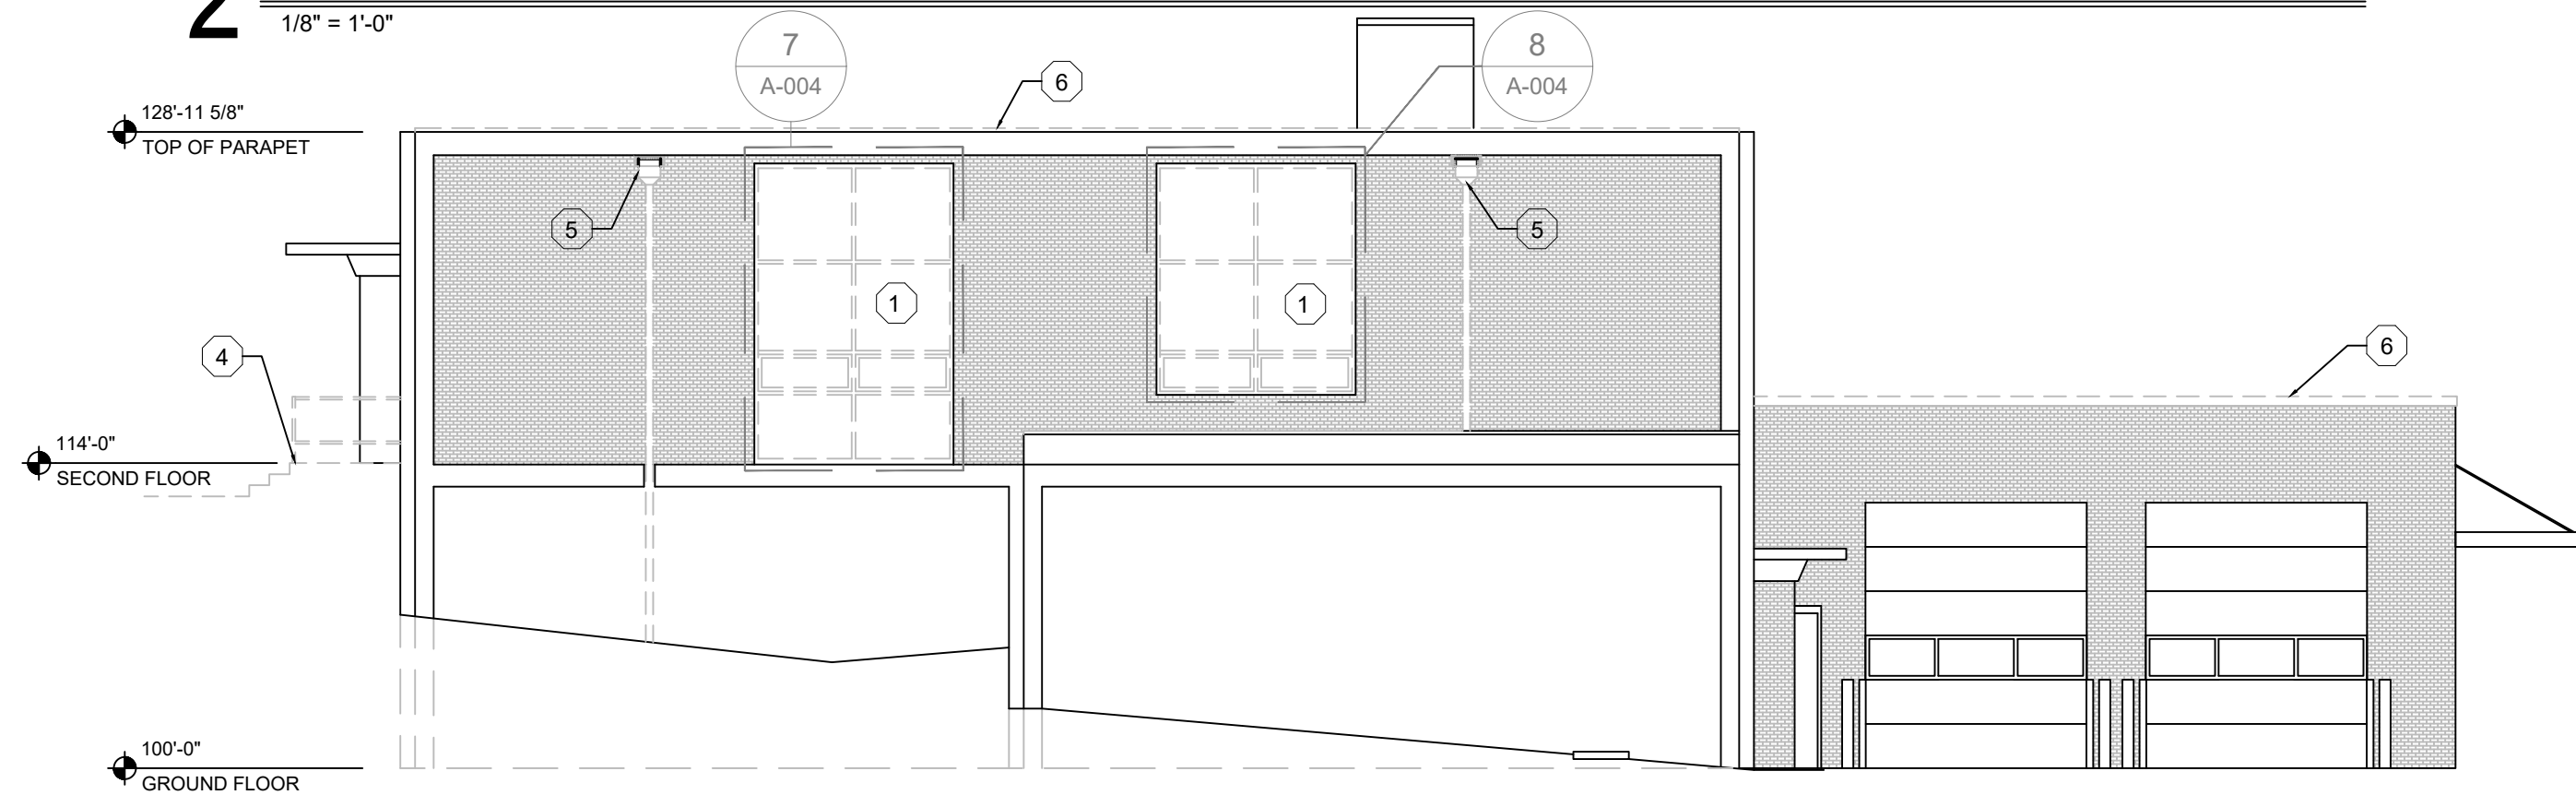 2
1/8" = 1'-0"
7
A-004
8
A-004
6
128'-11 5/8"
TOP OF PARAPET
5
5
1
1
4
6
114'-0"
SECOND FLOOR
100'-0"
GROUND FLOOR